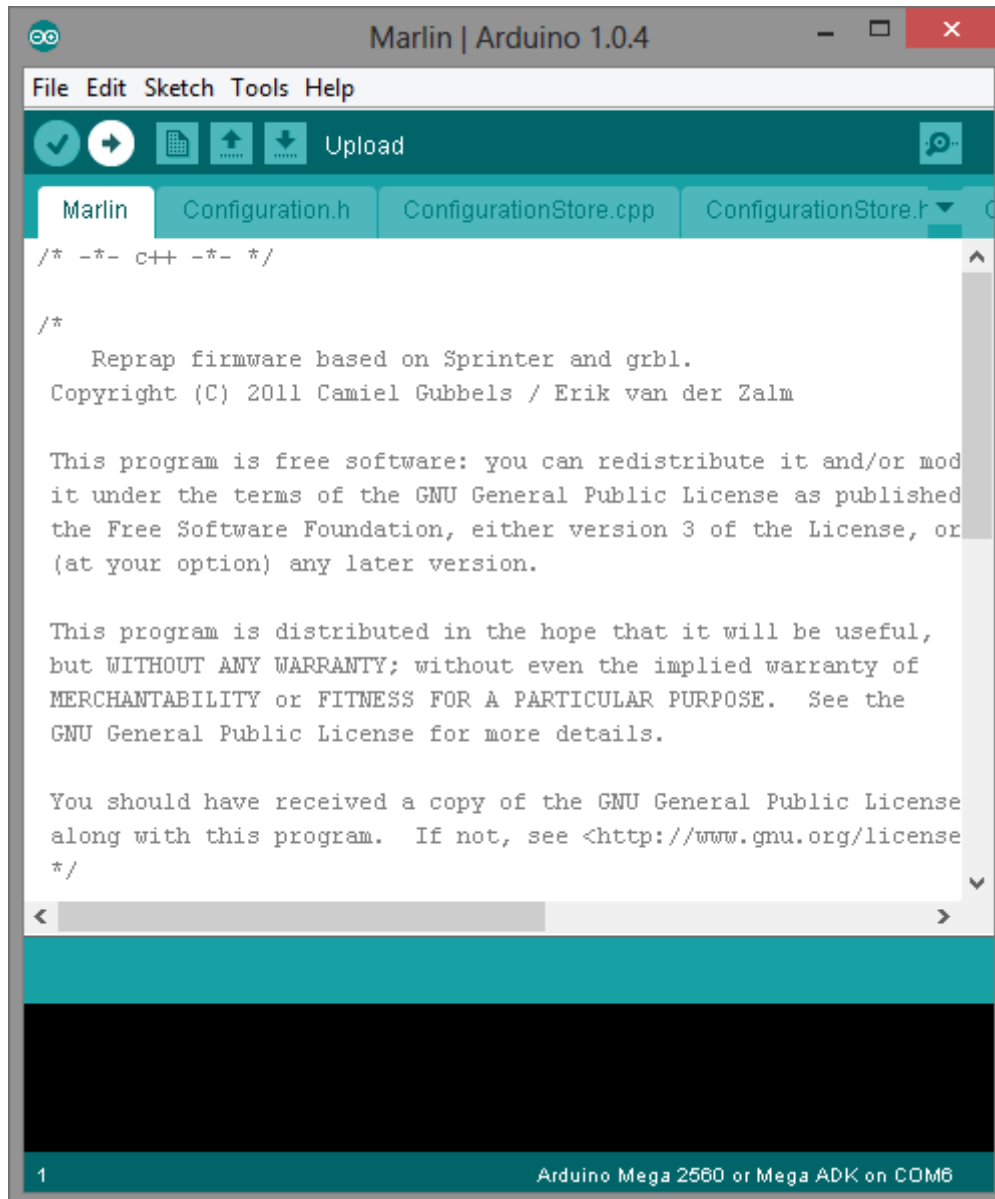 Marlin | Arduino 1.0.4
File Edit Sketch Tools Help
Upload
Marlin Configuration.h ConfigurationStore.cpp ConfigurationStore.h
/* -*- c++ -*- */
/*
Reprap firmware based on Sprinter and grbl.
Copyright (C) 2011 Camiel Gubbels / Erik van der Zalm
This program is free software: you can redistribute it and/or mod
it under the terms of the GNU General Public License as published
the Free Software Foundation, either version 3 of the License, or
(at your option) any later version.
This program is distributed in the hope that it will be useful,
but WITHOUT ANY WARRANTY; without even the implied warranty of
MERCHANTABILITY or FITNESS FOR A PARTICULAR PURPOSE.  See the
GNU General Public License for more details.
You should have received a copy of the GNU General Public License
along with this program.  If not, see <http://www.gnu.org/license
*/
1 Arduino Mega 2560 or Mega ADK on COM6